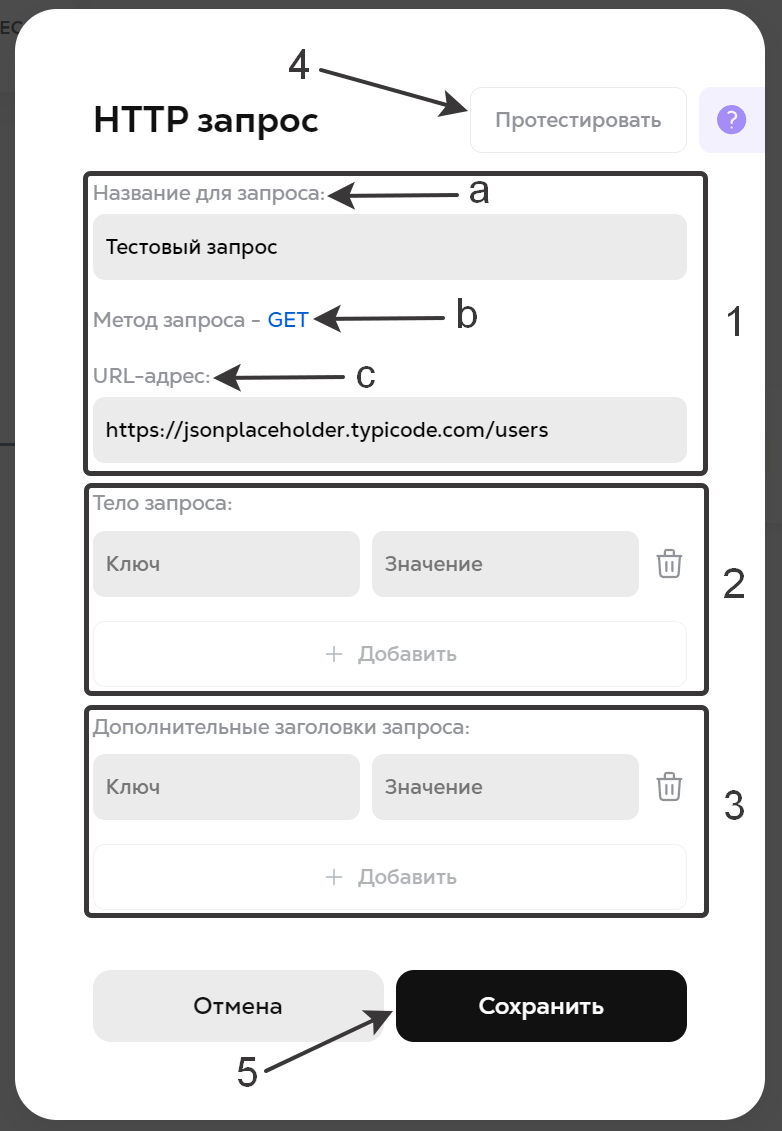 ЕС
4
HTTP запрос
Протестировать
?
Название для запроса:
a
Тестовый запрос
Метод запроса - GET
b
1
URL-адрес:
c
https://jsonplaceholder.typicode.com/users
Тело запроса:
Ключ
Значение
2
+ Добавить
Дополнительные заголовки запроса:
Ключ
Значение
3
+ Добавить
Отмена
Сохранить
5